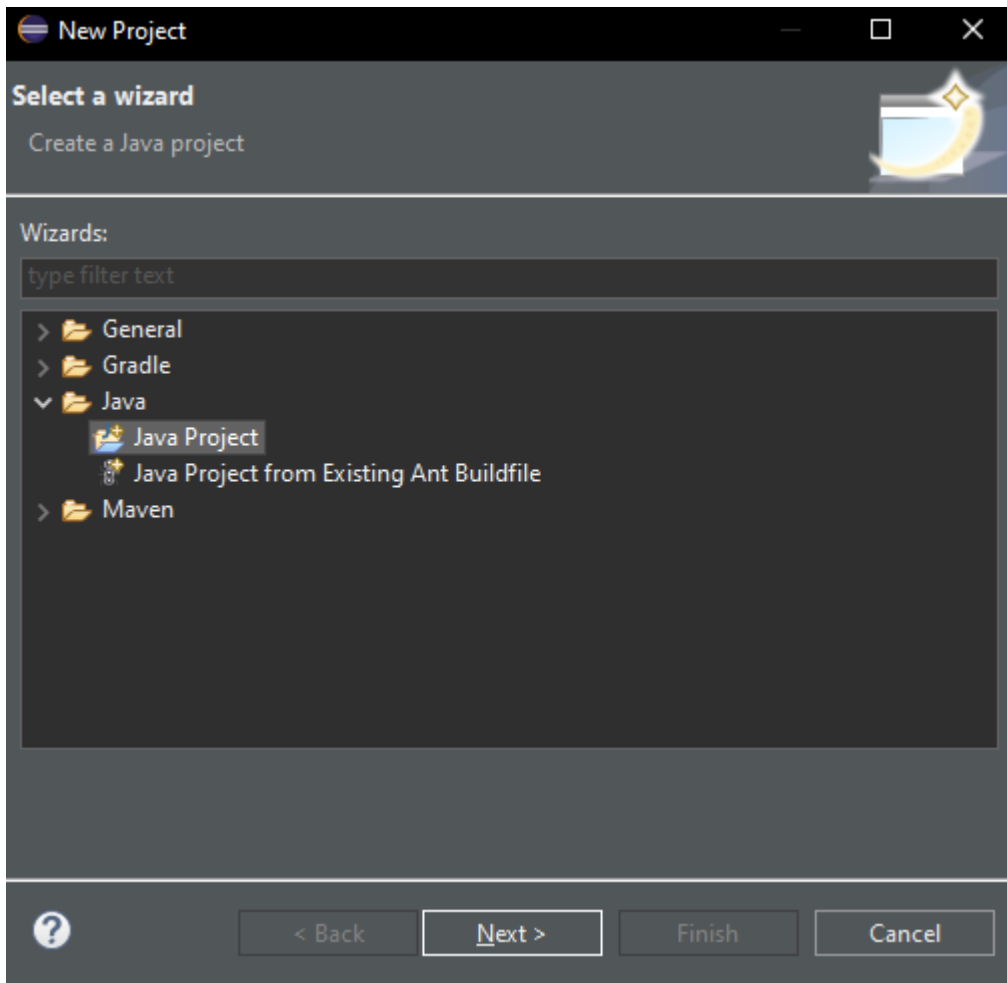 New Project
Select a wizard
Create a Java project
Wizards:
type filter text
General
Gradle
Java
Java Project
Java Project from Existing Ant Buildfile
Maven
? < Back Next > Finish Cancel